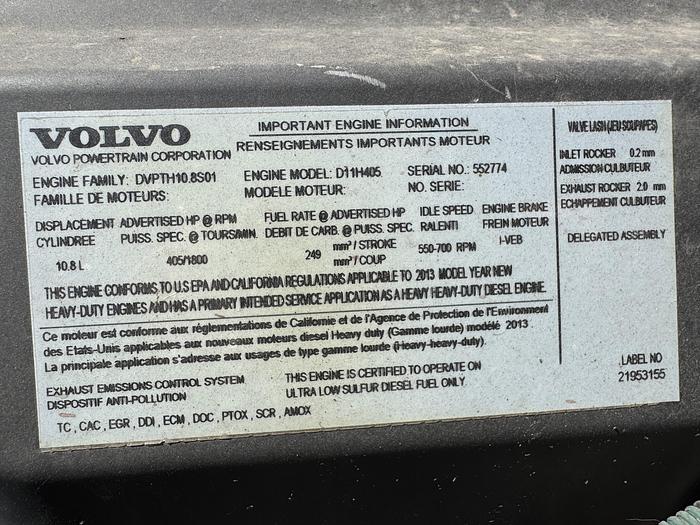 VOLVO
VOLVO POWERTRAIN CORPORATION
IMPORTANT ENGINE INFORMATION
RENSEIGNEMENTS IMPORTANTS MOTEUR
ENGINE FAMILY: DVPTH10.8S01
FAMILLE DE MOTEURS:
ENGINE MODEL: D11H405
MODELE MOTEUR:
SERIAL NO.: 552774
NO. SERIE:
DISPLACEMENT
CYLINDREE
10.8 L
ADVERTISED HP @ RPM
PUISS. SPEC. @ TOURS/MIN.
405/1800
FUEL RATE @ ADVERTISED HP
DEBIT DE CARB. @ PUISS. SPEC.
249 mm³ / STROKE
mm³ / COUP
IDLE SPEED
RALENTI
550-700 RPM
ENGINE BRAKE
FREIN MOTEUR
I-VEB
THIS ENGINE CONFORMS TO U.S EPA AND CALIFORNIA REGULATIONS APPLICABLE TO 2013 MODEL YEAR NEW
HEAVY-DUTY ENGINES AND HAS A PRIMARY INTENDED SERVICE APPLICATION AS A HEAVY HEAVY-DUTY DIESEL ENGINE.
Ce moteur est conforme aux réglementations de Californie et de l'Agence de Protection de l'Environment
des Etats-Unis applicables aux nouveaux moteurs diesel Heavy duty (Gamme lourde) modélé 2013.
La principale application s'adresse aux usages de type gamme lourde (Heavy-heavy-duty).
EXHAUST EMISSIONS CONTROL SYSTEM
DISPOSITIF ANTI-POLLUTION
TC , CAC , EGR , DDI , ECM , DOC , PTOX , SCR , AMOX
THIS ENGINE IS CERTIFIED TO OPERATE ON
ULTRA LOW SULFUR DIESEL FUEL ONLY
VALVE LASH (JEU SOUPAPES)
INLET ROCKER 0.2 mm
ADMISSION CULBUTEUR
EXHAUST ROCKER 2.0 mm
ECHAPPEMENT CULBUTEUR
DELEGATED ASSEMBLY
LABEL NO
21953155